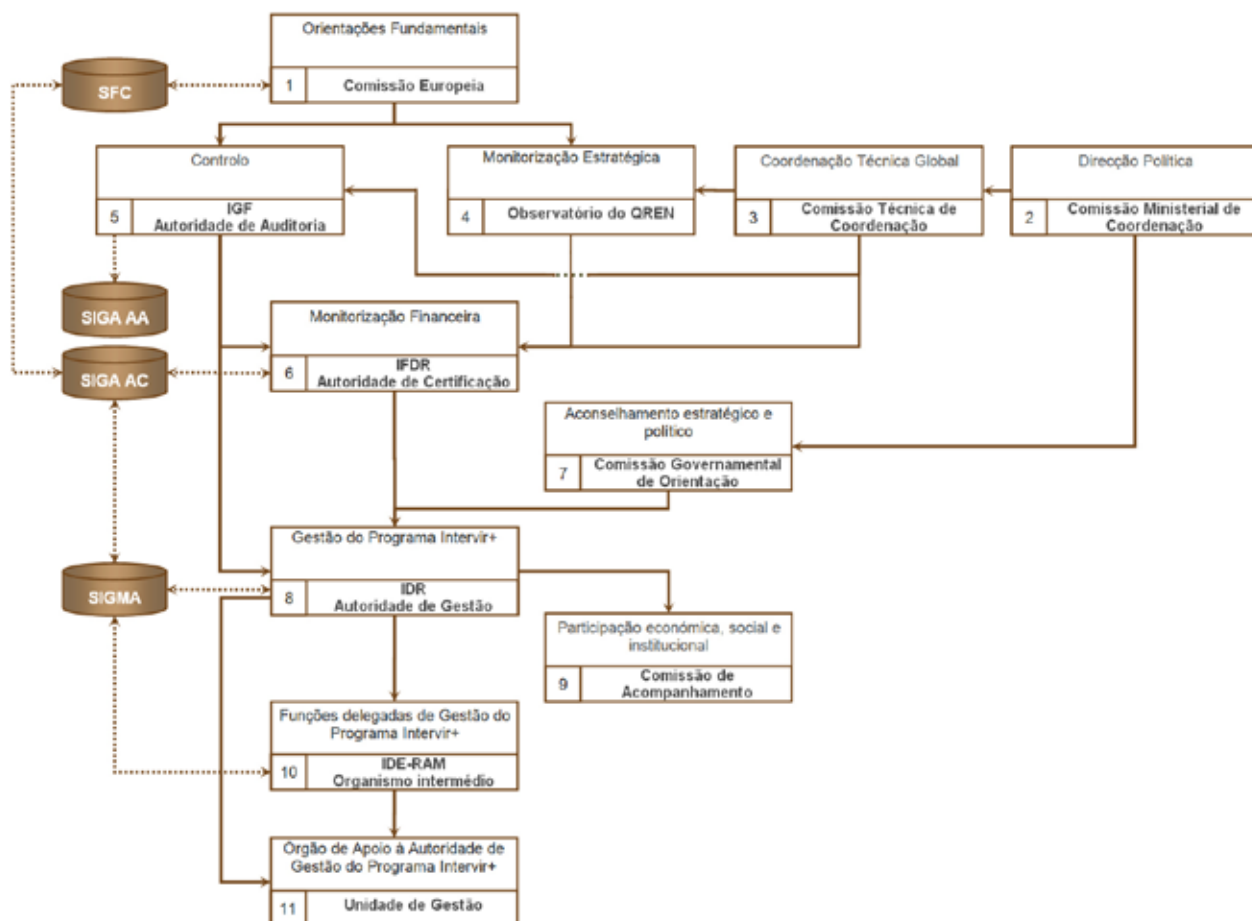 Orientações Fundamentais
1
Comissão Europeia
SFC
Controlo
5
IGF
Autoridade de Auditoria
Monitorização Estratégica
4
Observatório do QREN
Coordenação Técnica Global
3
Comissão Técnica de
Coordenação
Direcção Política
2
Comissão Ministerial de
Coordenação
SIGA AA
Monitorização Financeira
6
IFDR
Autoridade de Certificação
SIGA AC
Aconselhamento estratégico e
político
7
Comissão Governamental
de Orientação
Gestão do Programa Intervir+
8
IDR
Autoridade de Gestão
SIGMA
Participação económica, social e
institucional
9
Comissão de
Acompanhamento
Funções delegadas de Gestão do
Programa Intervir+
10
IDE-RAM
Organismo intermédio
Orgão de Apoio à Autoridade de
Gestão do Programa Intervir+
11
Unidade de Gestão